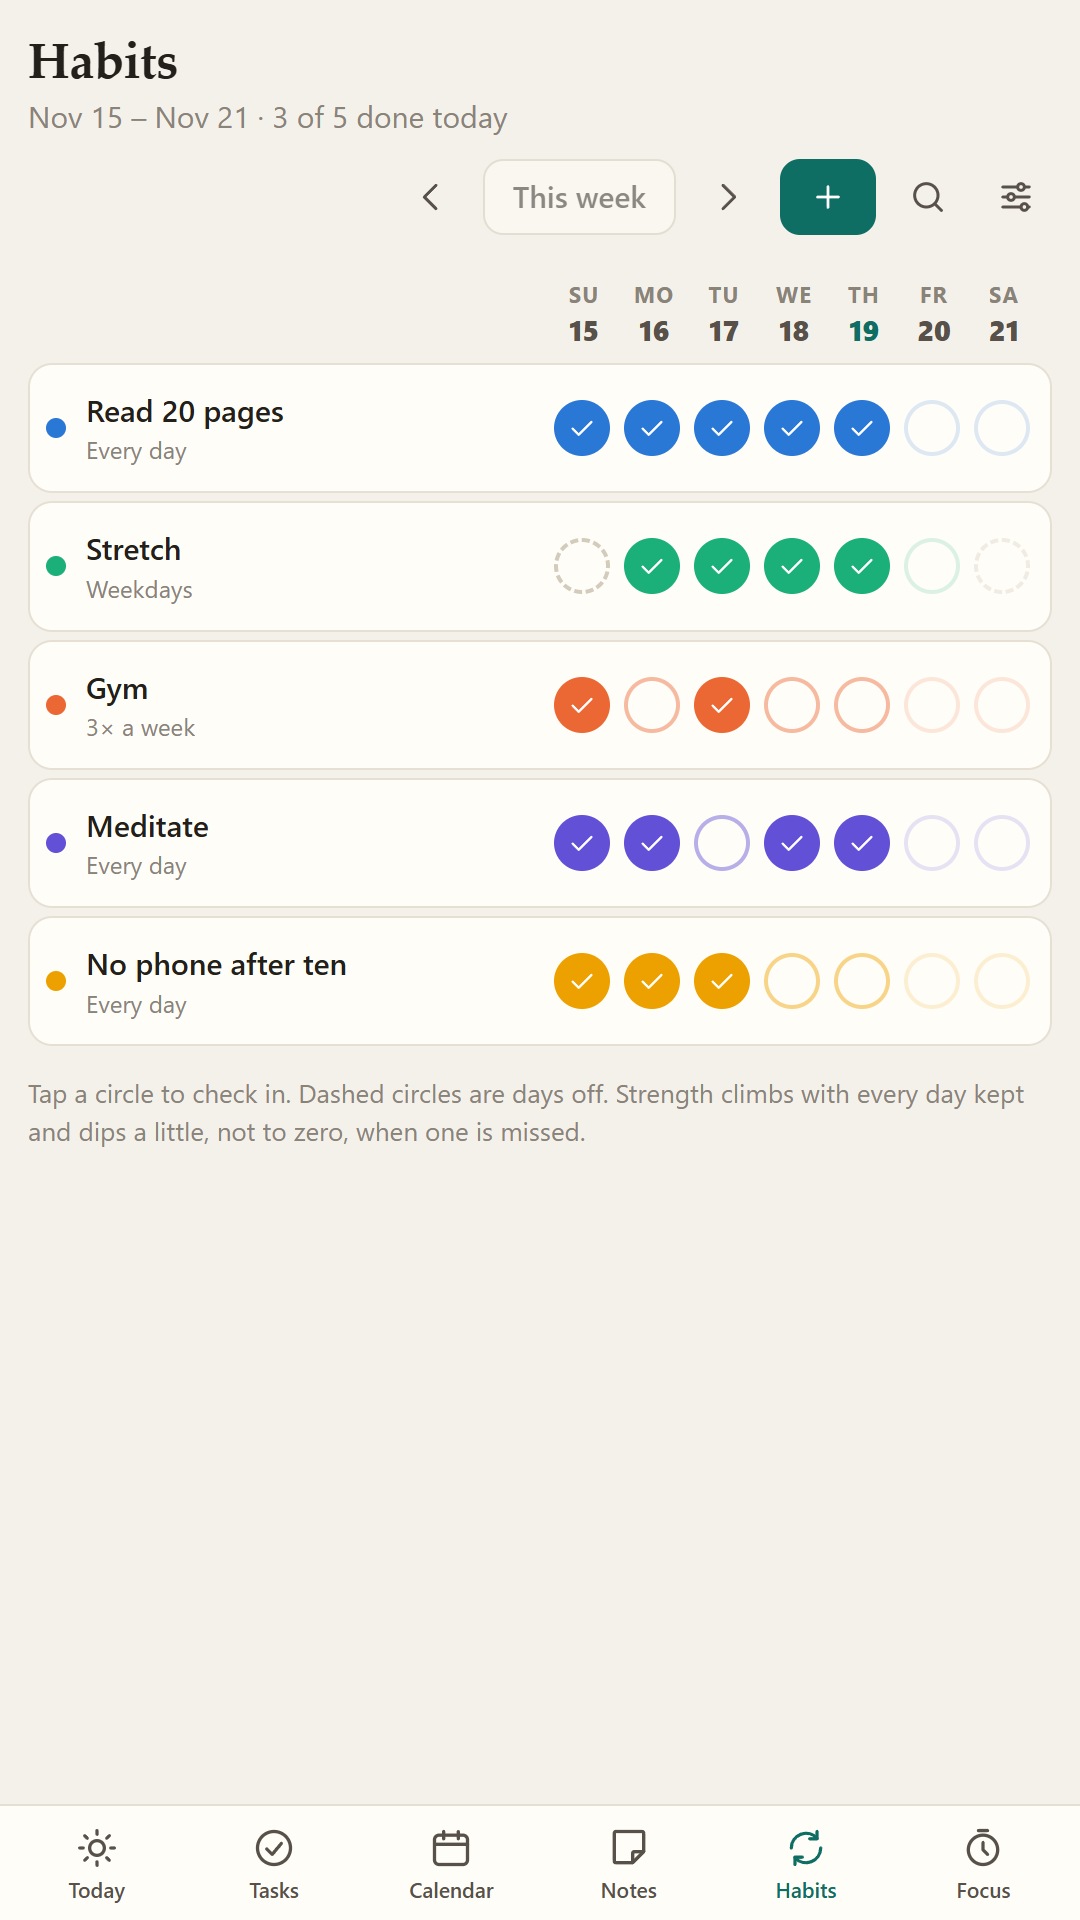 Habits
Nov 15 – Nov 21 · 3 of 5 done today
This week
SU MO TU WE TH FR SA
15 16 17 18 19 20 21
Read 20 pages
Every day
Stretch
Weekdays
Gym
3× a week
Meditate
Every day
No phone after ten
Every day
Tap a circle to check in. Dashed circles are days off. Strength climbs with every day kept
and dips a little, not to zero, when one is missed.
Today Tasks Calendar Notes Habits Focus